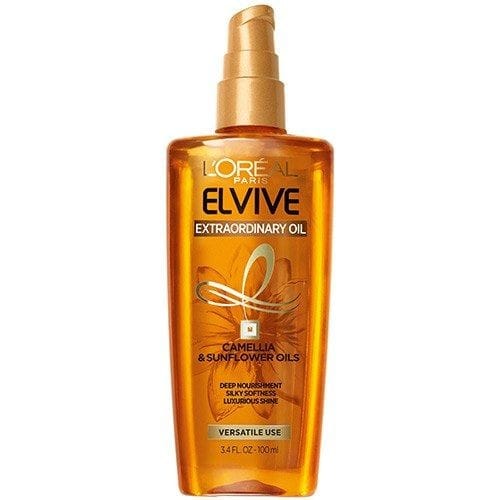 L'ORÉAL
PARIS
ELVIVE
EXTRAORDINARY OIL
CAMELLIA
& SUNFLOWER OILS
DEEP NOURISHMENT
SILKY SOFTNESS
LUXURIOUS SHINE
VERSATILE USE
3.4 FL. OZ - 100 ml